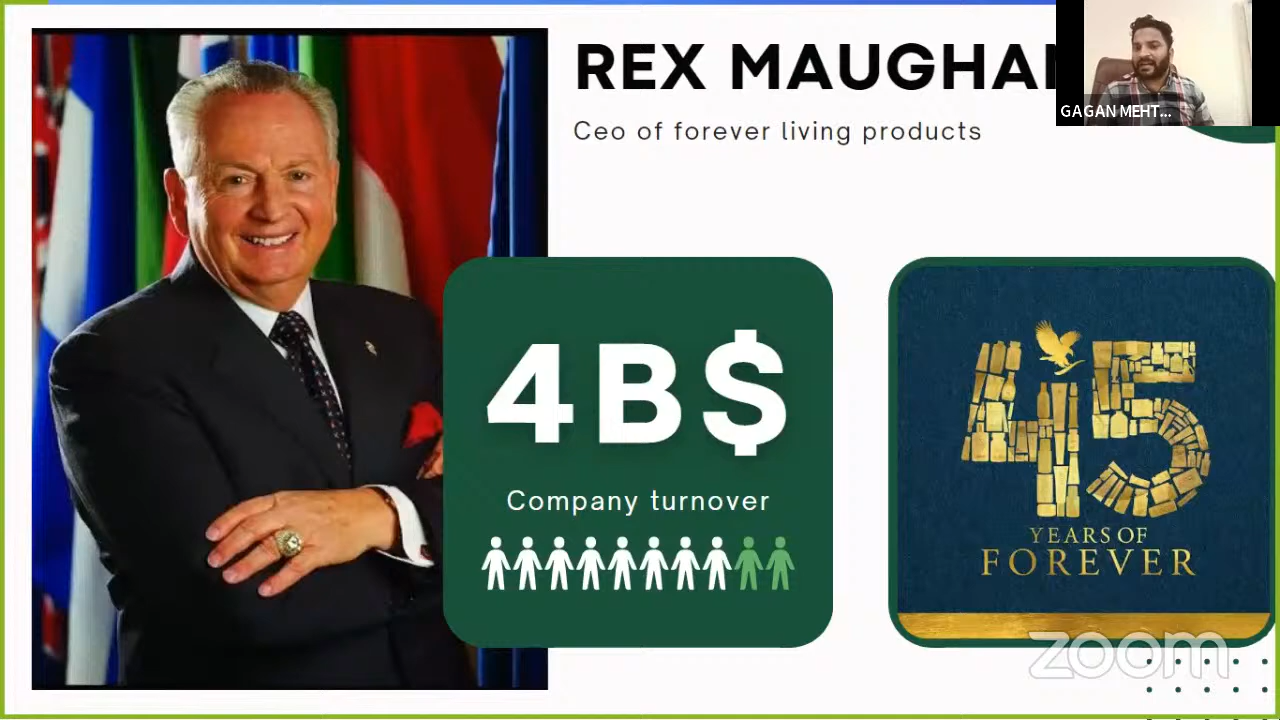 REX MAUGHA
Ceo of forever living products
GAGAN MEHT...
4B$
Company turnover
45
YEARS OF
FOREVER
zoom